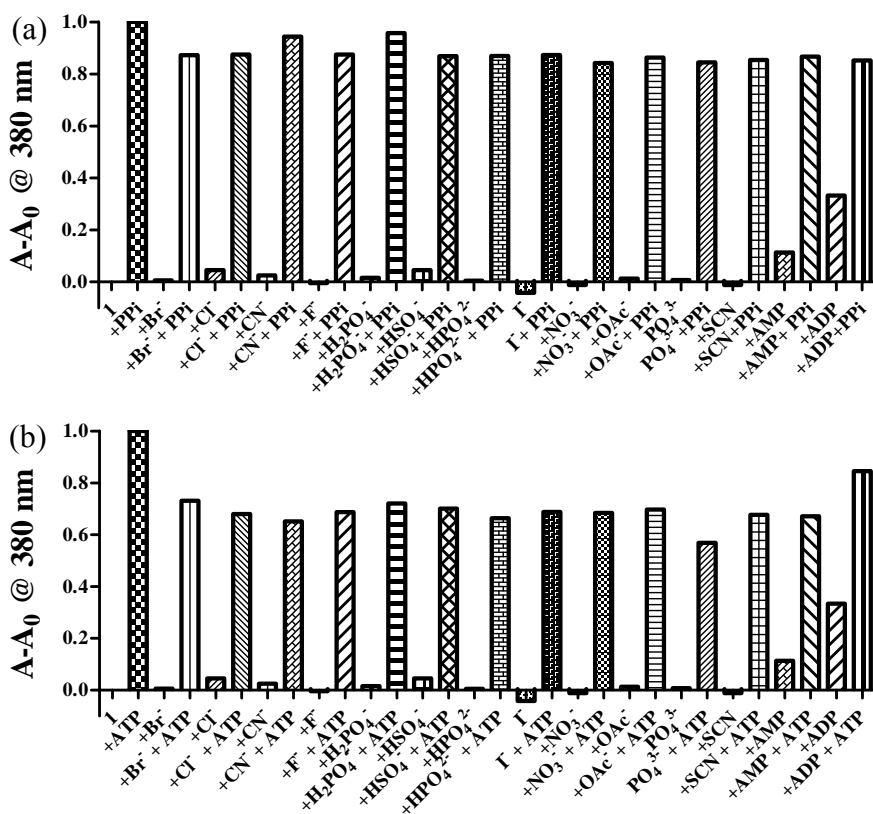 (a)
A-A₀ @ 380 nm
1.0
0.8
0.6
0.4
0.2
0.0
1
+PPi
+Br⁻
+Br⁻ + PPi
+Cl⁻
+Cl⁻ + PPi
+CN⁻
+CN⁻ + PPi
+F⁻
+F⁻ + PPi
+H₂PO₄⁻
+H₂PO₄⁻ + PPi
+HSO₄⁻
+HSO₄⁻ + PPi
+HPO₄²⁻
+HPO₄²⁻ + PPi
I⁻
I⁻ + PPi
+NO₃⁻
+NO₃⁻ + PPi
+OAc⁻
+OAc⁻ + PPi
PO₄³⁻
PO₄³⁻ +PPi
+SCN
+SCN+PPi
+AMP
+AMP+ PPi
+ADP
+ADP+PPi
(b)
A-A₀ @ 380 nm
1.0
0.8
0.6
0.4
0.2
0.0
1
+ATP
+Br⁻
+Br⁻ + ATP
+Cl⁻
+Cl⁻ + ATP
+CN⁻
+CN⁻ + ATP
+F⁻
+F⁻ + ATP
+H₂PO₄⁻
+H₂PO₄⁻ + ATP
+HSO₄⁻
+HSO₄⁻ + ATP
+HPO₄²⁻
+HPO₄²⁻ + ATP
I⁻
I⁻ + ATP
+NO₃⁻
+NO₃⁻ + ATP
+OAc⁻
+OAc⁻ + ATP
PO₄³⁻
PO₄³⁻ + ATP
+SCN
+SCN + ATP
+AMP
+AMP + ATP
+ADP
+ADP + ATP